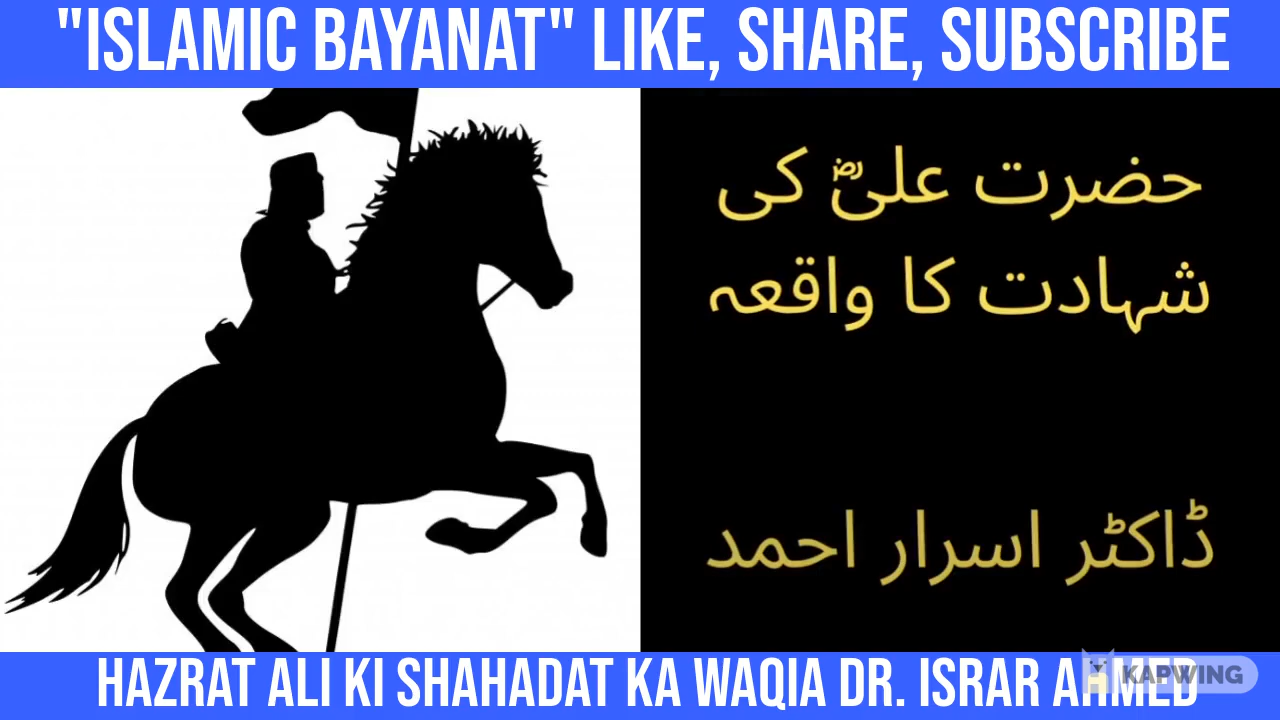 "ISLAMIC BAYANAT" LIKE, SHARE, SUBSCRIBE
حضرت علیؓ کی
شہادت کا واقعہ
ڈاکٹر اسرار احمد
HAZRAT ALI KI SHAHADAT KA WAQIA DR. ISRAR AHMED
KAPWING